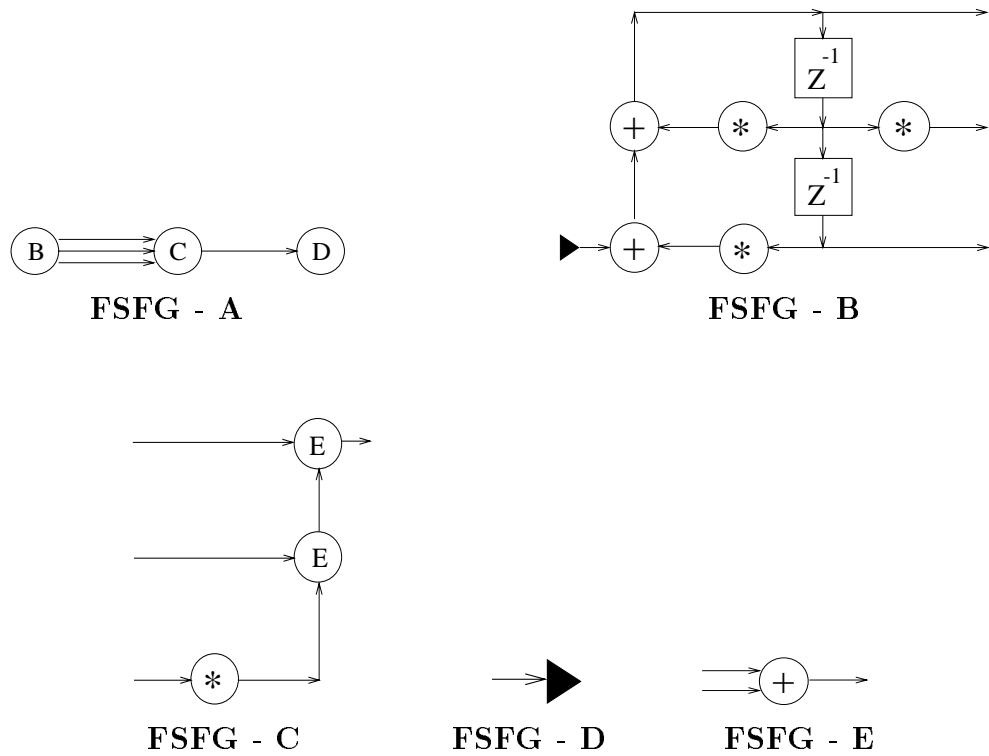 Z-1
+ * *
Z-1
B C D
+ *
FSFG - A FSFG - B
E
E
* +
FSFG - C FSFG - D FSFG - E